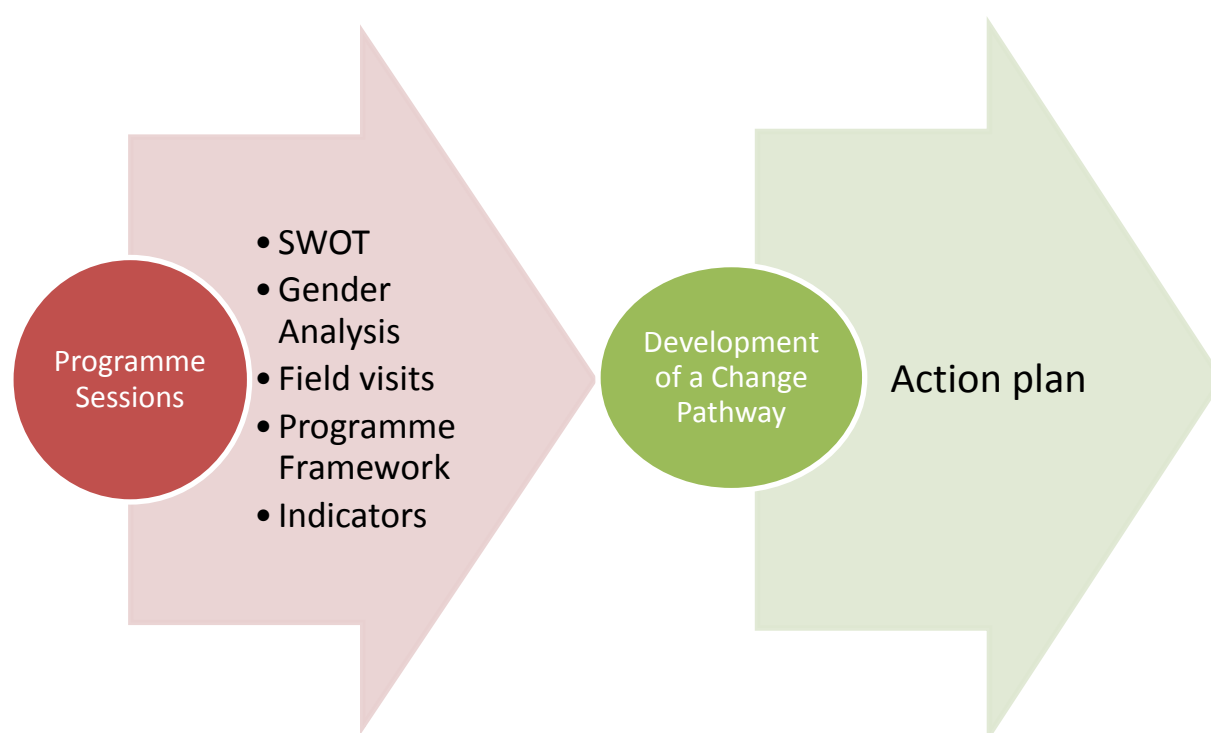 Programme
Sessions
• SWOT
• Gender
Analysis
• Field visits
• Programme
Framework
• Indicators
Development
of a Change
Pathway
Action plan